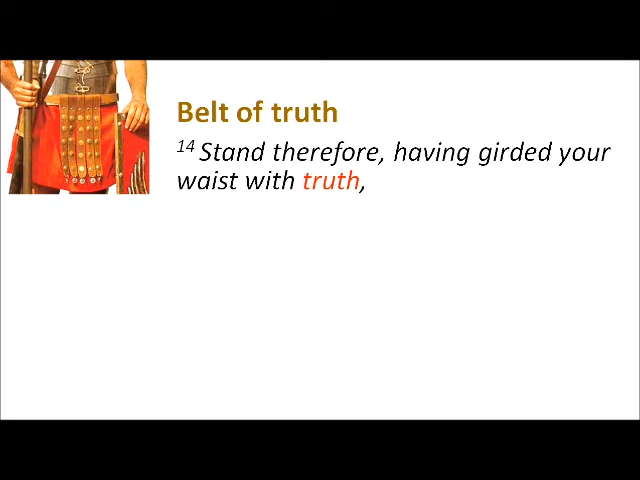 Belt of truth
14 Stand therefore, having girded your
waist with truth,